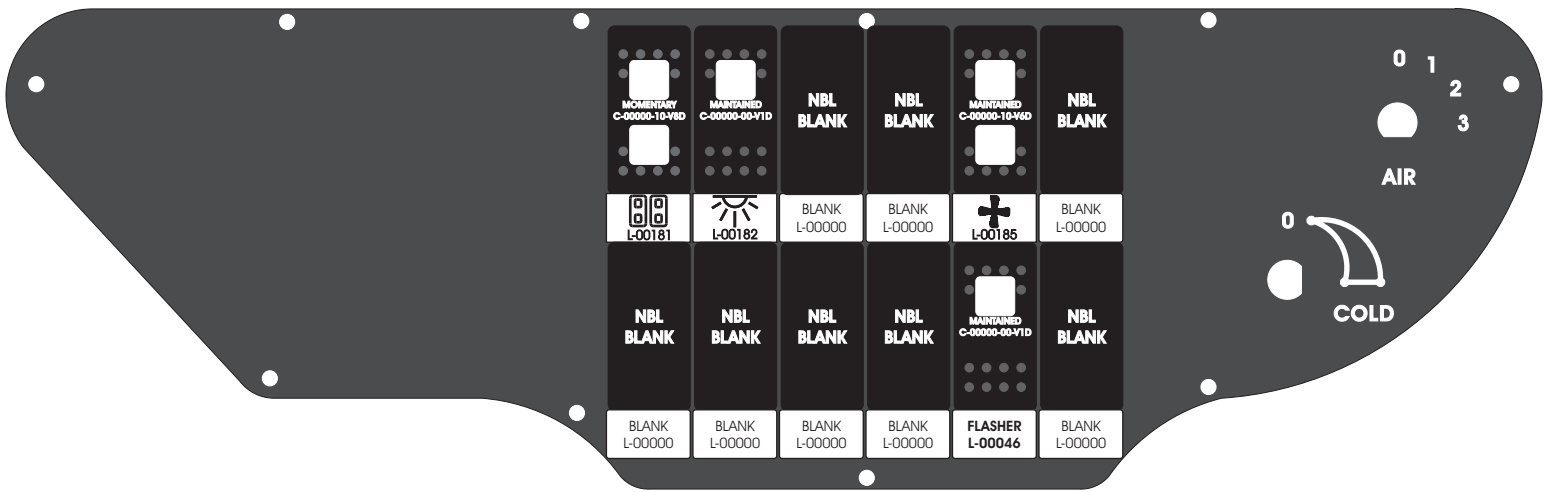 MOMENTARY
C-00000-10-V8D
MAINTAINED
C-00000-00-V1D
NBL
BLANK
NBL
BLANK
MAINTAINED
C-00000-10-V6D
NBL
BLANK
L-00181
L-00182
BLANK
L-00000
BLANK
L-00000
L-00185
BLANK
L-00000
NBL
BLANK
NBL
BLANK
NBL
BLANK
NBL
BLANK
MAINTAINED
C-00000-00-V1D
NBL
BLANK
BLANK
L-00000
BLANK
L-00000
BLANK
L-00000
BLANK
L-00000
FLASHER
L-00046
BLANK
L-00000
0
1
2
3
AIR
0
COLD